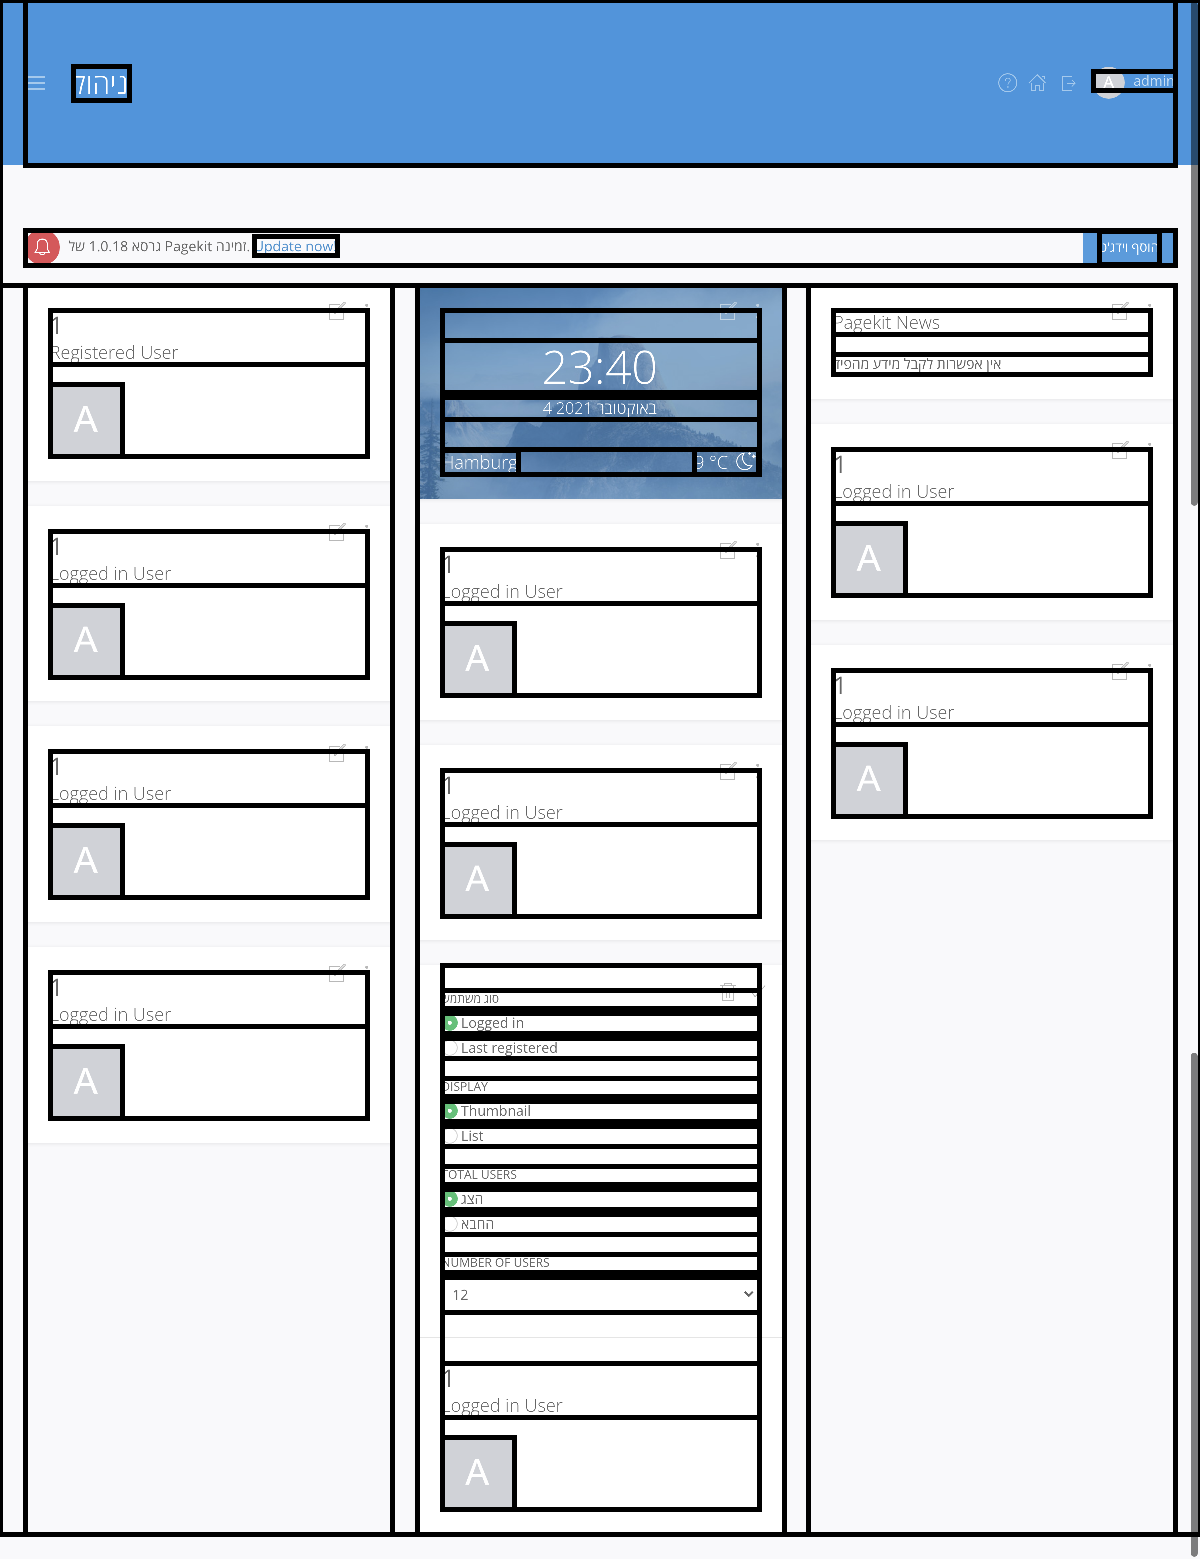 ניהול
A admin
גרסא 1.0.18 של Pagekit זמינה. Update now!
הוסף וידג'ט
1
Registered User
A
1
Logged in User
A
1
Logged in User
A
1
Logged in User
A
23:40
4 באוקטובר 2021
Hamburg
9 °C
1
Logged in User
A
1
Logged in User
A
סוג משתמש
Logged in
Last registered
DISPLAY
Thumbnail
List
TOTAL USERS
הצג
החבא
NUMBER OF USERS
12
1
Logged in User
A
Pagekit News
אין אפשרות לקבל מידע מהפיד
1
Logged in User
A
1
Logged in User
A